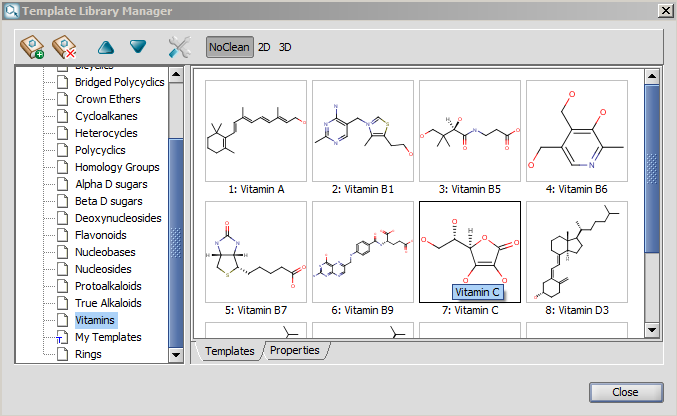 Template Library Manager
NoClean 2D 3D
Bicyclics
Bridged Polycyclics
Crown Ethers
Cycloalkanes
Heterocycles
Polycyclics
Homology Groups
Alpha D sugars
Beta D sugars
Deoxynucleosides
Flavonoids
Nucleobases
Nucleosides
Protoalkaloids
True Alkaloids
Vitamins
My Templates
Rings
1: Vitamin A
2: Vitamin B1
3: Vitamin B5
4: Vitamin B6
5: Vitamin B7
6: Vitamin B9
Vitamin C
7: Vitamin C
8: Vitamin D3
Templates Properties
Close